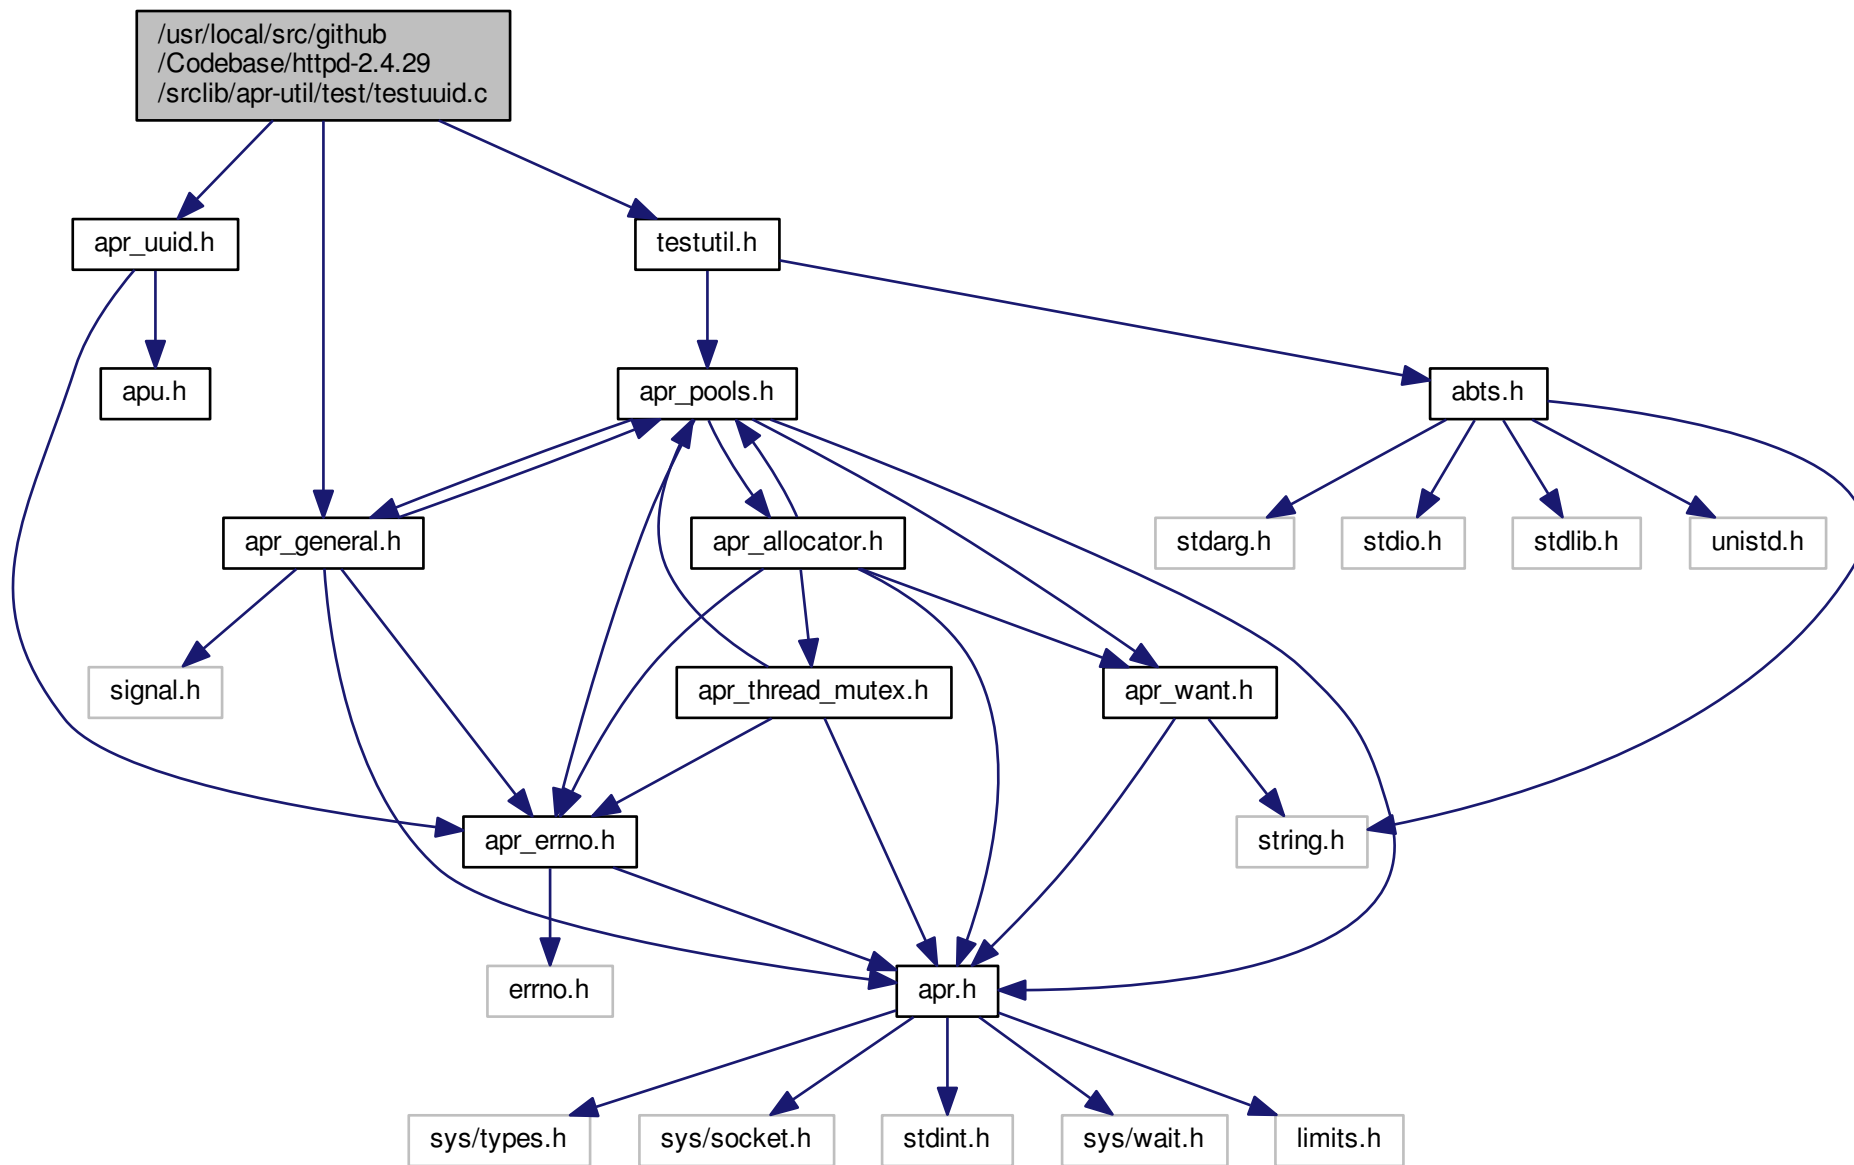 /usr/local/src/github
/Codebase/httpd-2.4.29
/srclib/apr-util/test/testuuid.c
apr_uuid.h
testutil.h
apu.h
apr_pools.h
abts.h
apr_general.h
apr_allocator.h
stdarg.h
stdio.h
stdlib.h
unistd.h
signal.h
apr_thread_mutex.h
apr_want.h
apr_errno.h
string.h
errno.h
apr.h
sys/types.h
sys/socket.h
stdint.h
sys/wait.h
limits.h